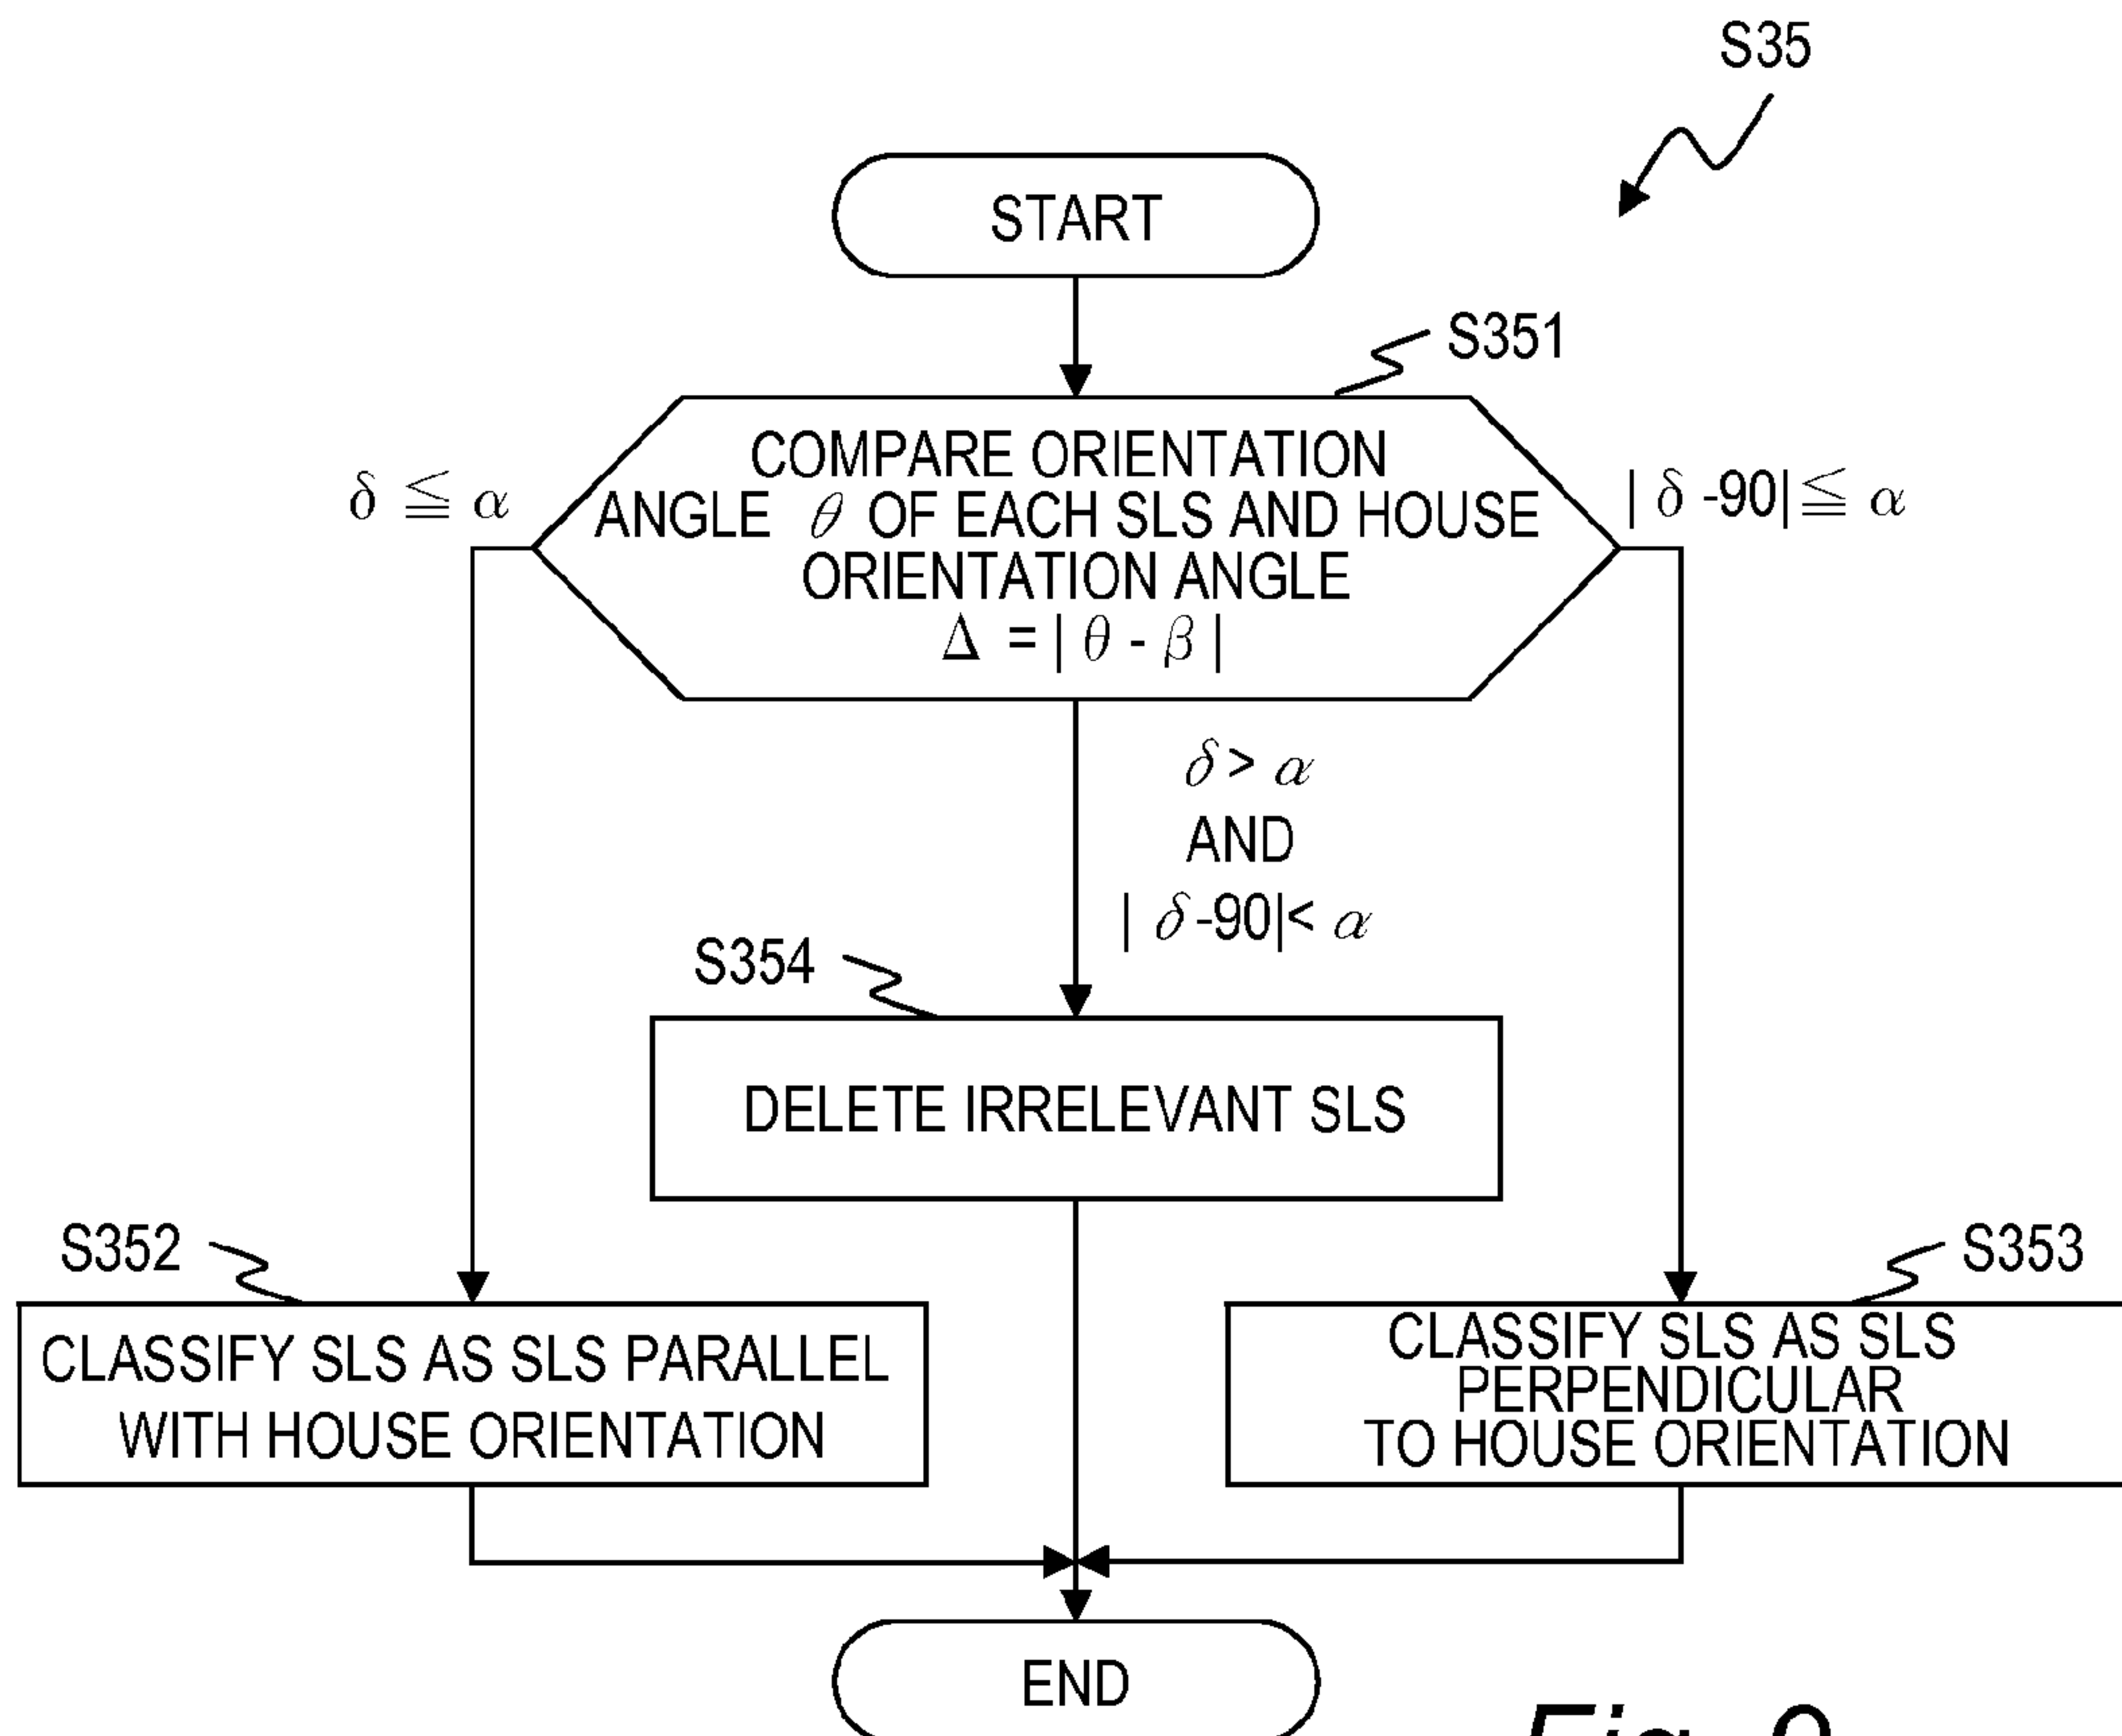 S35
START
S351
COMPARE ORIENTATION
ANGLE θ OF EACH SLS AND HOUSE
ORIENTATION ANGLE
Δ =| θ - β |
δ ≦ α
| δ -90|≦ α
δ > α
AND
| δ -90|< α
S354
DELETE IRRELEVANT SLS
S352
CLASSIFY SLS AS SLS PARALLEL
WITH HOUSE ORIENTATION
S353
CLASSIFY SLS AS SLS
PERPENDICULAR
TO HOUSE ORIENTATION
END